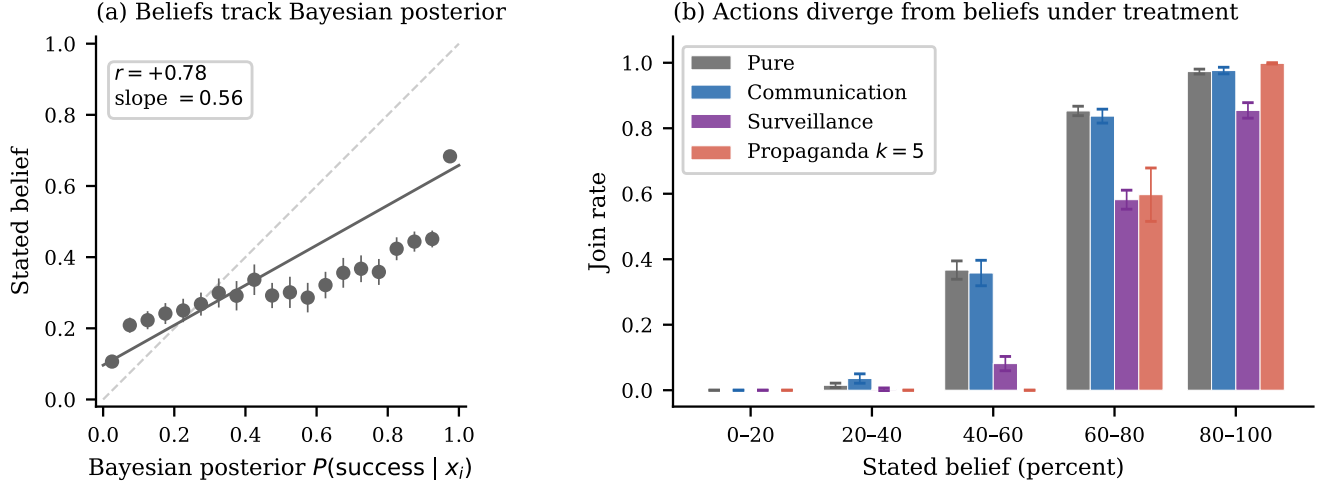 (a) Beliefs track Bayesian posterior
r = +0.78
slope = 0.56
1.0
0.8
0.6
0.4
0.2
0.0
Stated belief
0.0 0.2 0.4 0.6 0.8 1.0
Bayesian posterior P(success | x_i)
(b) Actions diverge from beliefs under treatment
Pure
Communication
Surveillance
Propaganda k = 5
1.0
0.8
0.6
0.4
0.2
0.0
Join rate
0–20 20–40 40–60 60–80 80–100
Stated belief (percent)